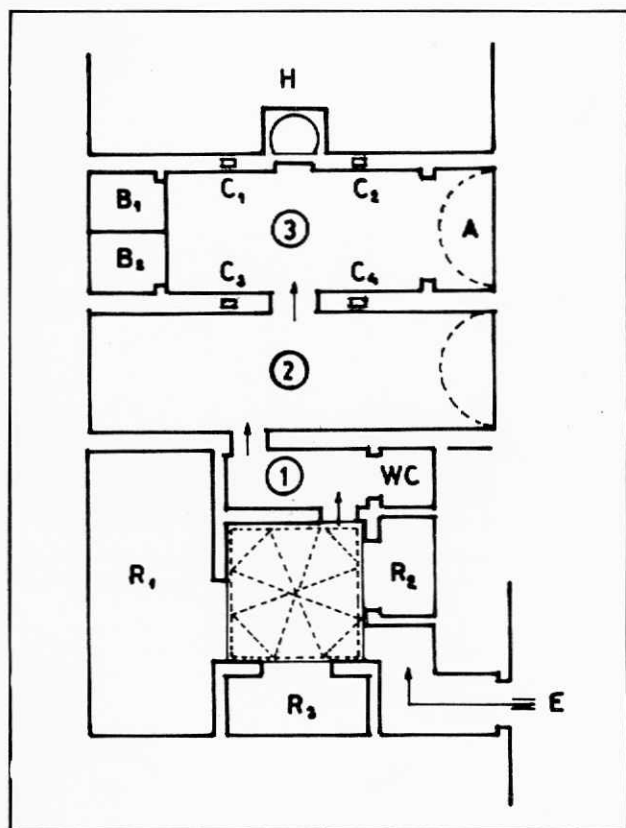 H
C₁ C₂
B₁
③ A
B₂
C₃ C₄
②
① WC
R₁ R₂
R₃ E